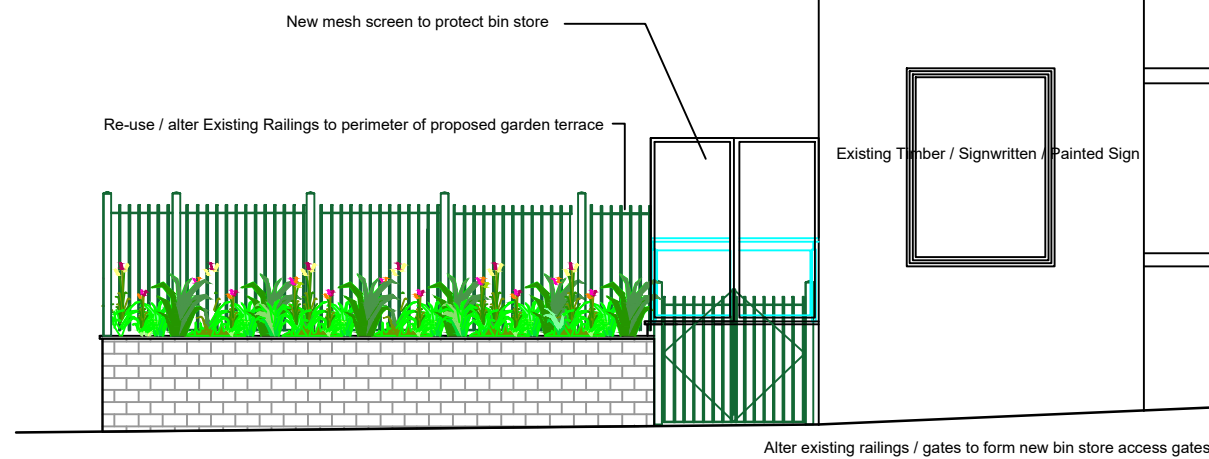 New mesh screen to protect bin store
Re-use / alter Existing Railings to perimeter of proposed garden terrace
Existing Timber / Signwritten / Painted Sign
Alter existing railings / gates to form new bin store access gates